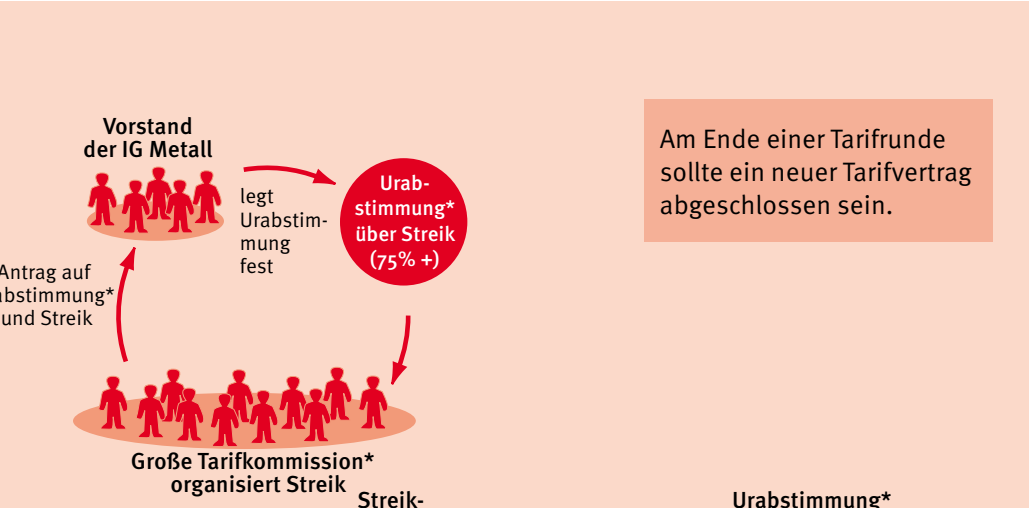 Vorstand
der IG Metall
legt
Urabstim-
mung
fest
Urab-
stimmung*
über Streik
(75% +)
Am Ende einer Tarifrunde
sollte ein neuer Tarifvertrag
abgeschlossen sein.
Antrag auf
abstimmung*
und Streik
Große Tarifkommission*
organisiert Streik
Streik-
Urabstimmung*